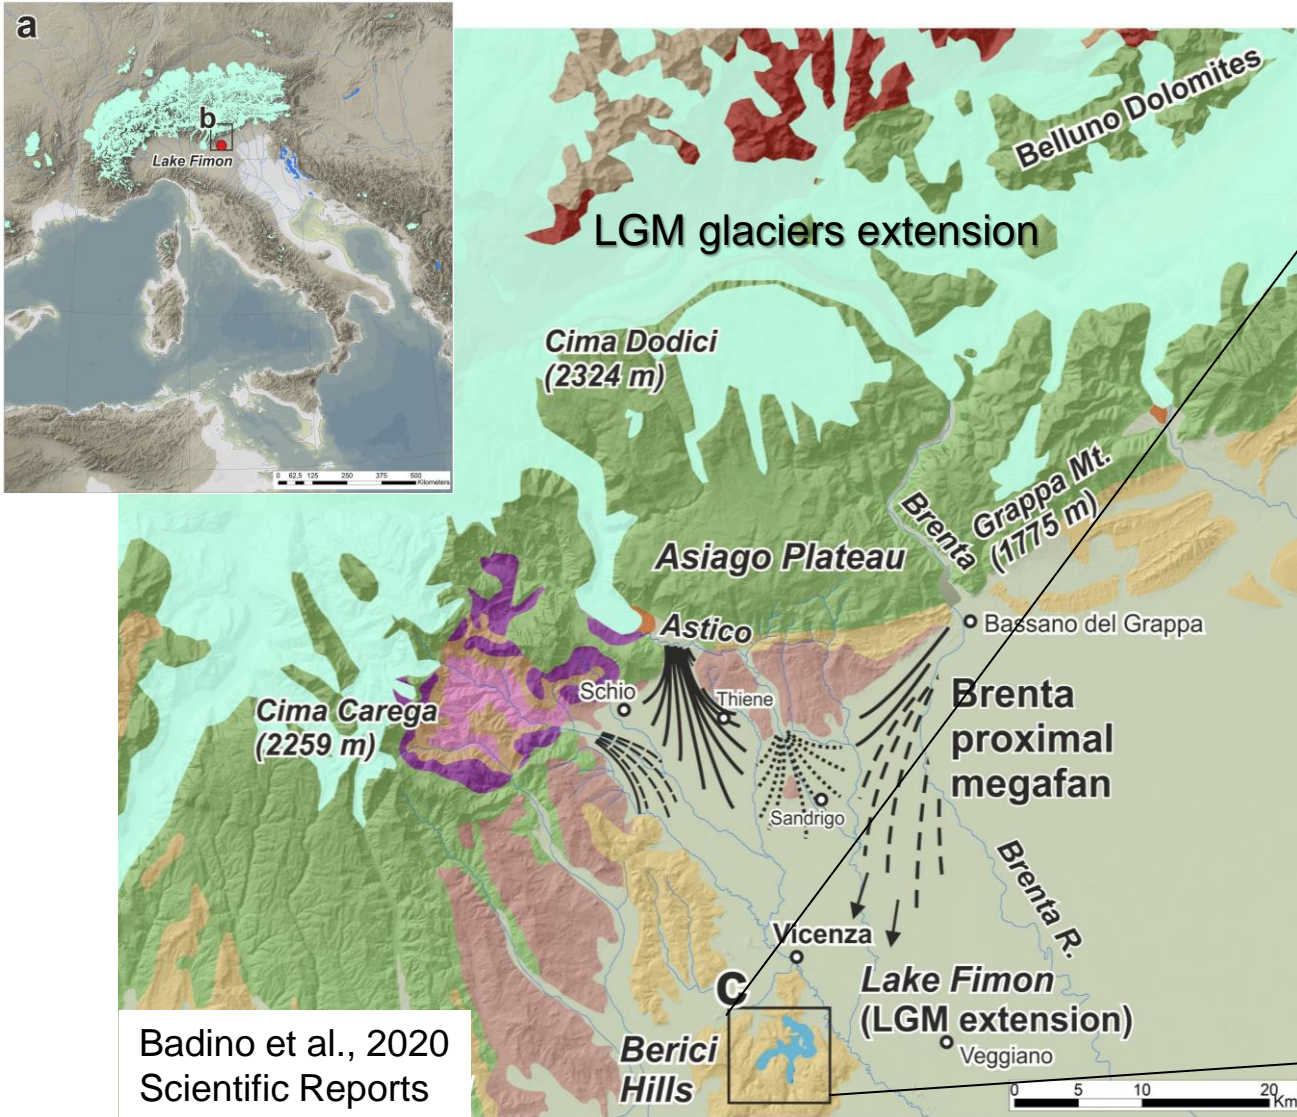 a
b
Lake Fimon
0 62,5 125 250 375 500
Kilometers
Belluno Dolomites
LGM glaciers extension
Cima Dodici
(2324 m)
Brenta
Grappa Mt.
(1775 m)
Asiago Plateau
Astico
Bassano del Grappa
Schio
Thiene
Cima Carega
(2259 m)
Brenta
proximal
megafan
Sandrigo
Brenta R.
Vicenza
C
Lake Fimon
(LGM extension)
Veggiano
Berici
Hills
Badino et al., 2020
Scientific Reports
0 5 10 20
Km